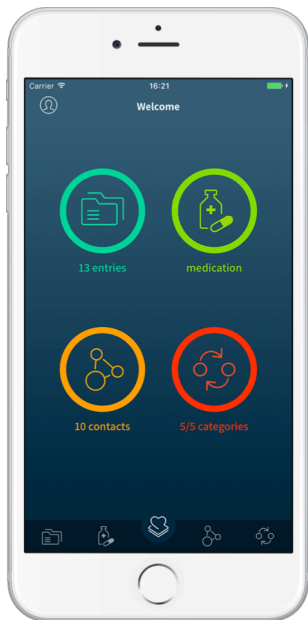 Carrier
16:21
Welcome
13 entries
medication
10 contacts
5/5 categories